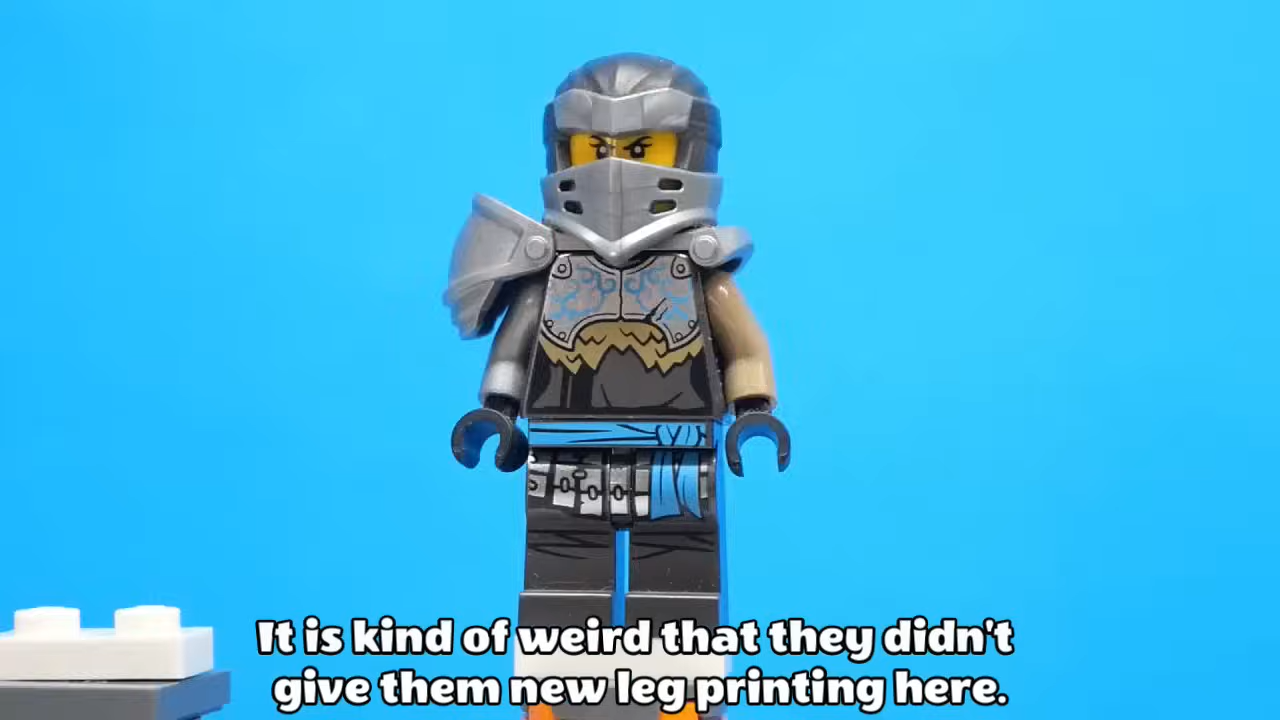 It is kind of weird that they didn't
give them new leg printing here.